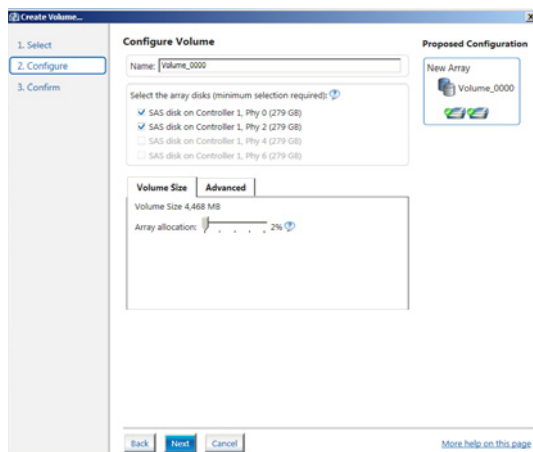 Create Volume...
1. Select
2. Configure
3. Confirm
Configure Volume
Name: Volume_0000
Select the array disks (minimum selection required):
SAS disk on Controller 1, Phy 0 (279 GB)
SAS disk on Controller 1, Phy 2 (279 GB)
SAS disk on Controller 1, Phy 4 (279 GB)
SAS disk on Controller 1, Phy 6 (279 GB)
Volume Size Advanced
Volume Size 4,468 MB
Array allocation: 2%
Proposed Configuration
New Array
Volume_0000
Back Next Cancel
More help on this page